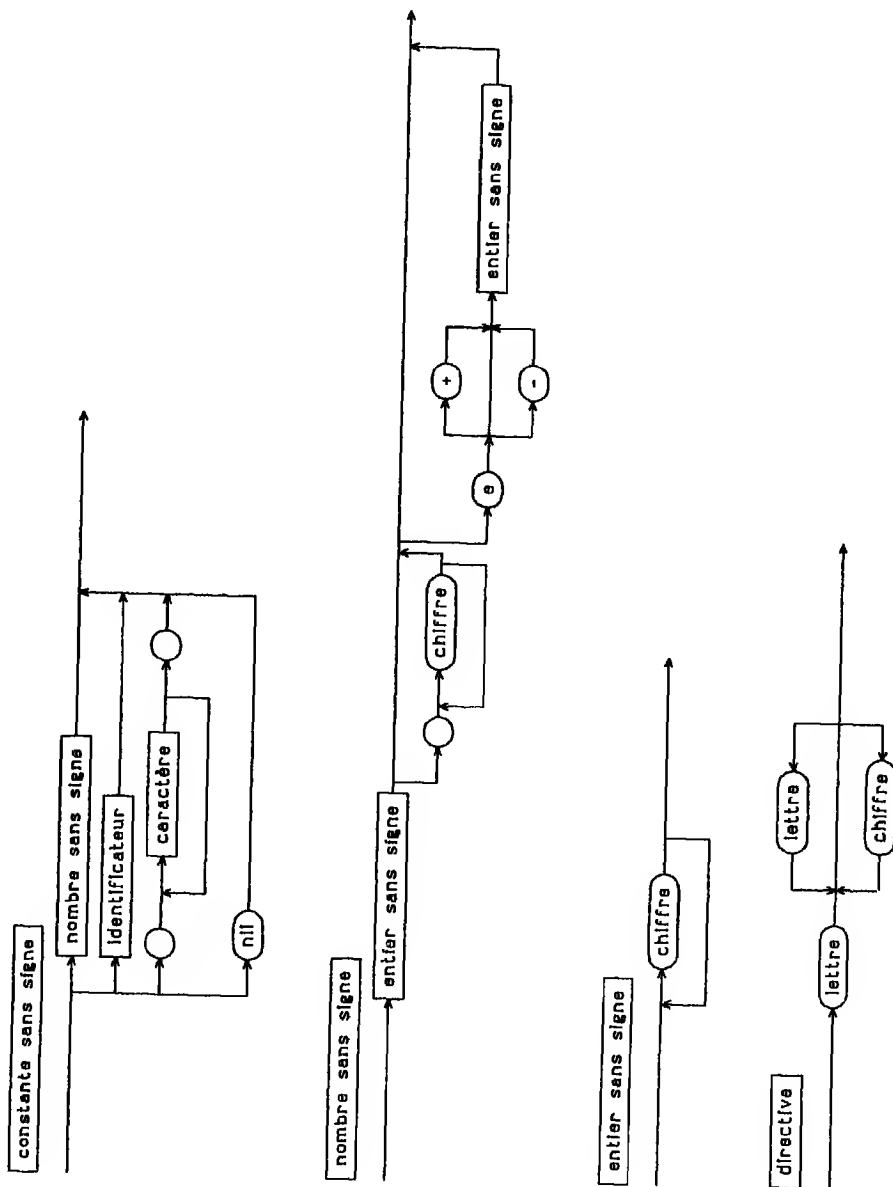 constante sans signe
nombre sans signe
identificateur
caractère
nil
nombre sans signe
entier sans signe
chiffre
e
+
-
entier sans signe
entier sans signe
chiffre
directive
lettre
lettre
chiffre